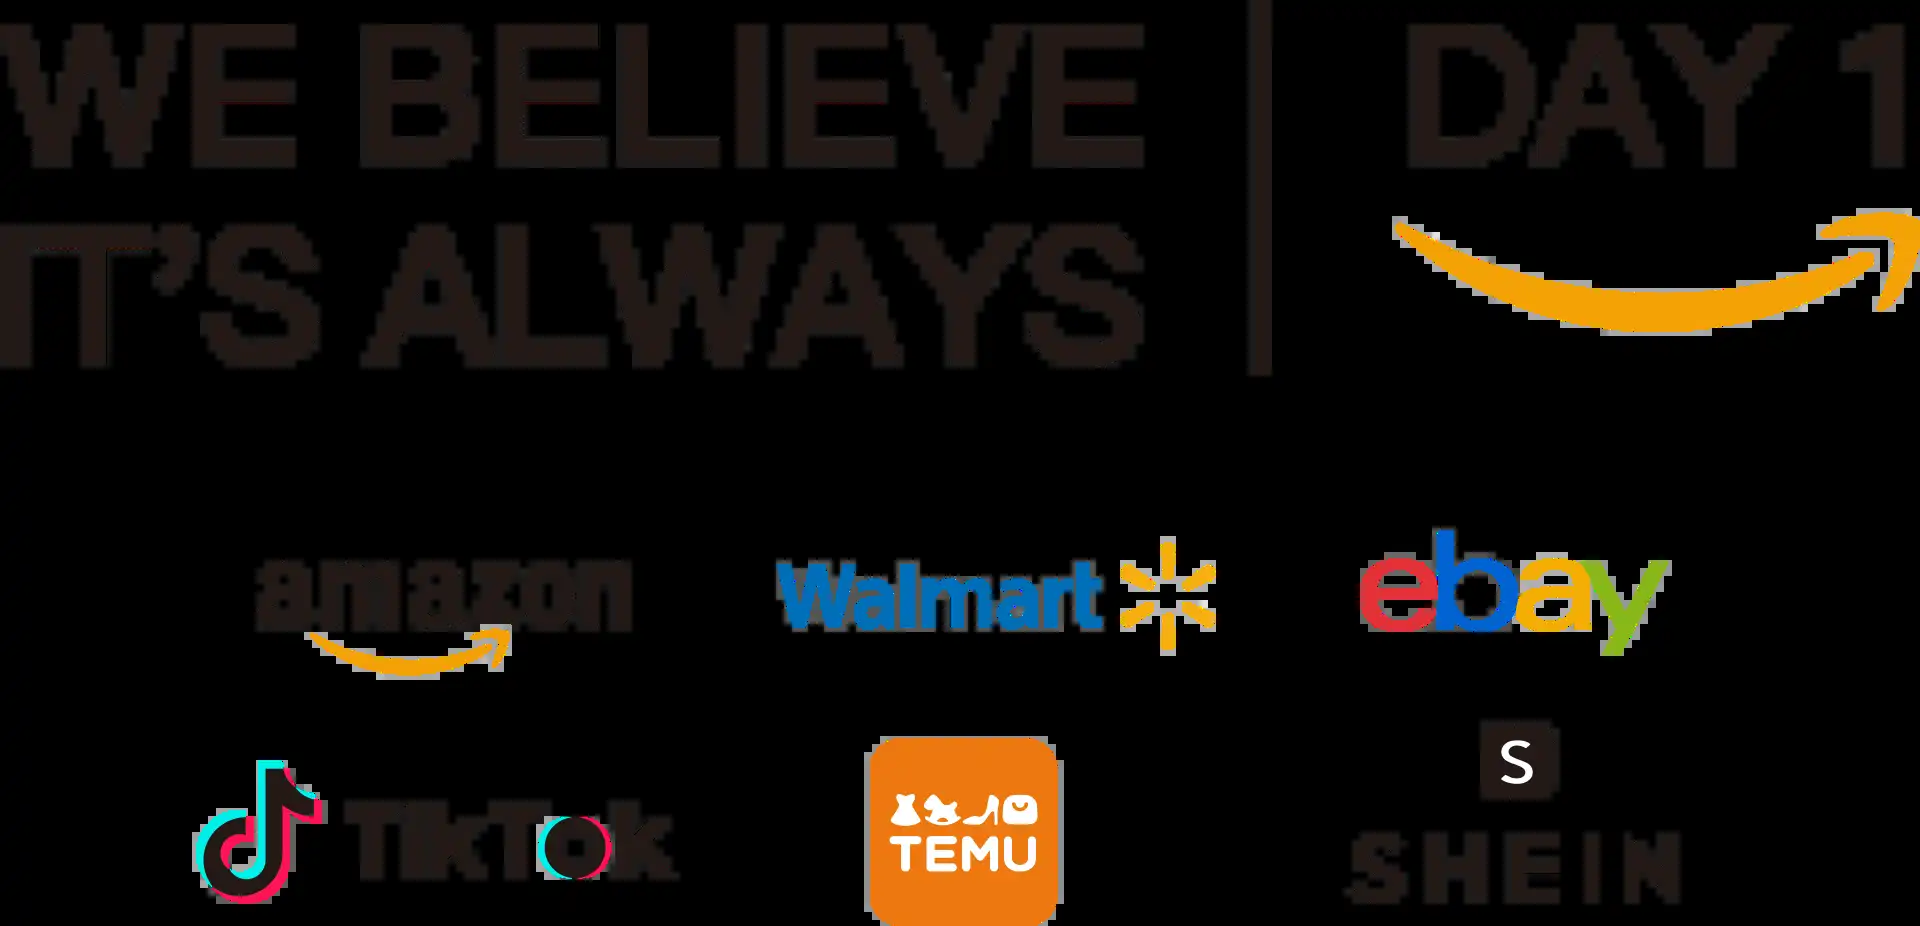 WE BELIEVE
IT'S ALWAYS
DAY 1
amazon
Walmart
ebay
TikTok
TEMU
S
SHEIN